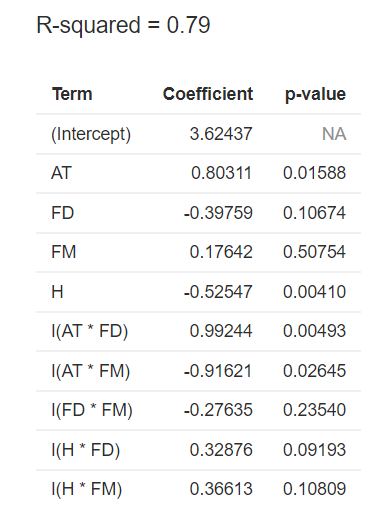 R-squared = 0.79
Term Coefficient p-value
(Intercept) 3.62437 NA
AT 0.80311 0.01588
FD -0.39759 0.10674
FM 0.17642 0.50754
H -0.52547 0.00410
I(AT * FD) 0.99244 0.00493
I(AT * FM) -0.91621 0.02645
I(FD * FM) -0.27635 0.23540
I(H * FD) 0.32876 0.09193
I(H * FM) 0.36613 0.10809